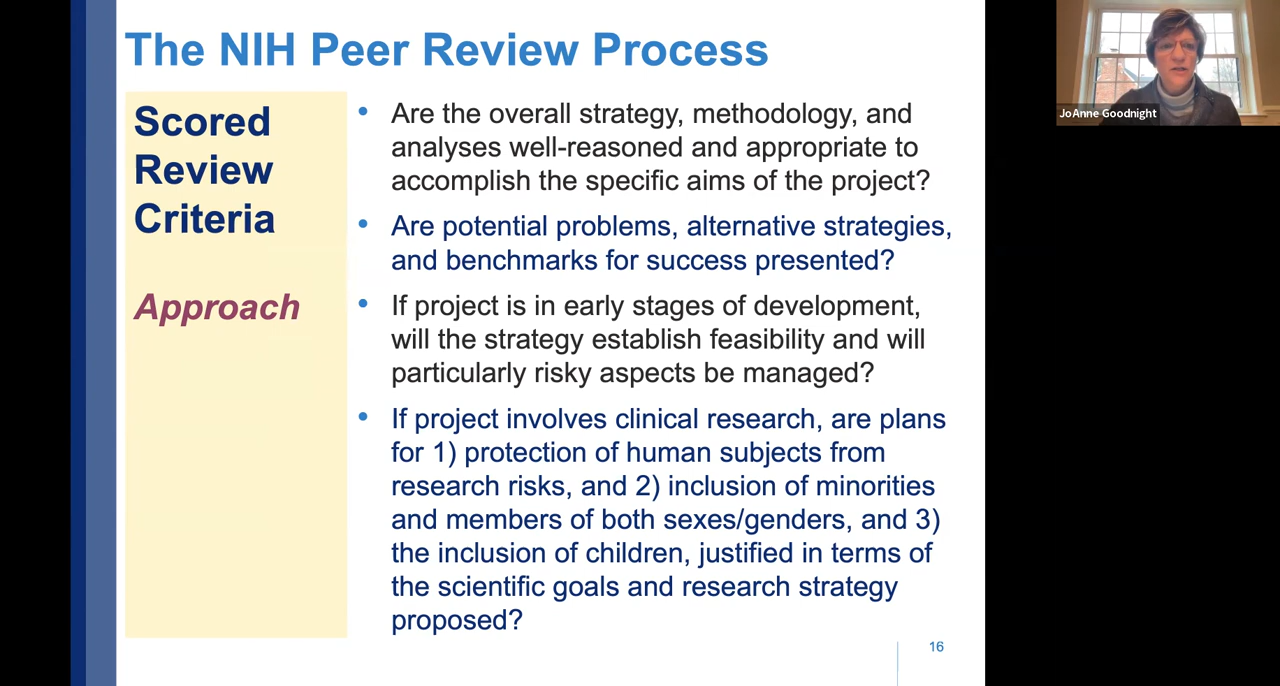 The NIH Peer Review Process
Scored
Review
Criteria
Approach
• Are the overall strategy, methodology, and
analyses well-reasoned and appropriate to
accomplish the specific aims of the project?
• Are potential problems, alternative strategies,
and benchmarks for success presented?
• If project is in early stages of development,
will the strategy establish feasibility and will
particularly risky aspects be managed?
• If project involves clinical research, are plans
for 1) protection of human subjects from
research risks, and 2) inclusion of minorities
and members of both sexes/genders, and 3)
the inclusion of children, justified in terms of
the scientific goals and research strategy
proposed?
16
JoAnne Goodnight